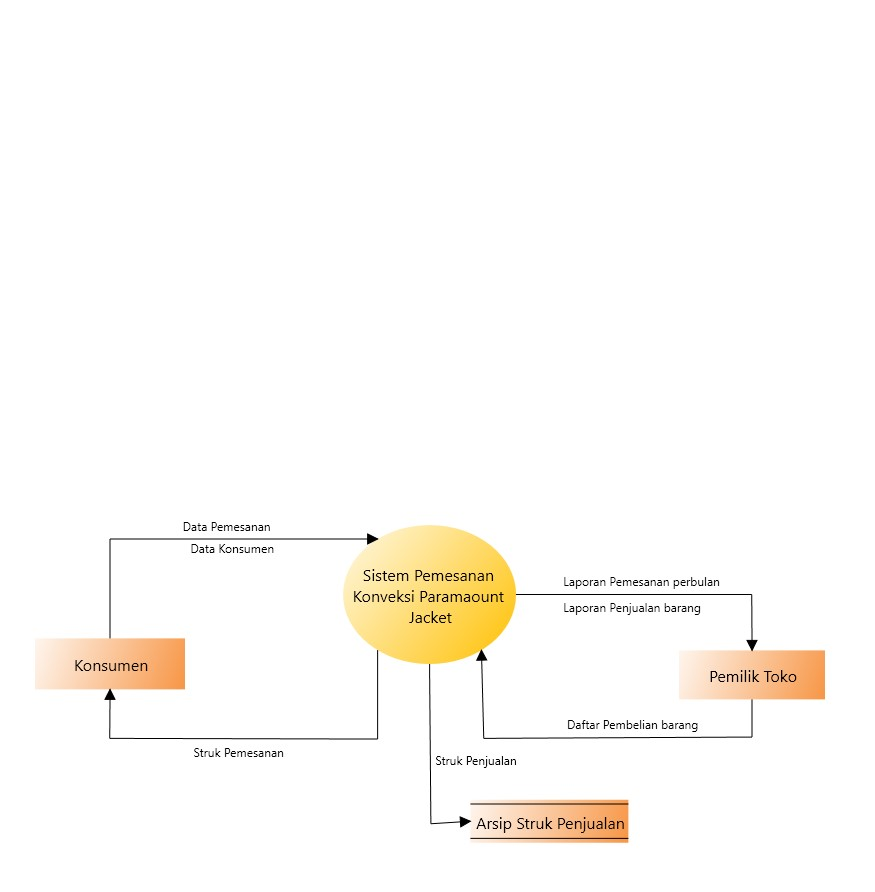 Data Pemesanan
Data Konsumen
Sistem Pemesanan
Konveksi Paramaount
Jacket
Laporan Pemesanan perbulan
Laporan Penjualan barang
Konsumen
Pemilik Toko
Daftar Pembelian barang
Struk Pemesanan
Struk Penjualan
Arsip Struk Penjualan